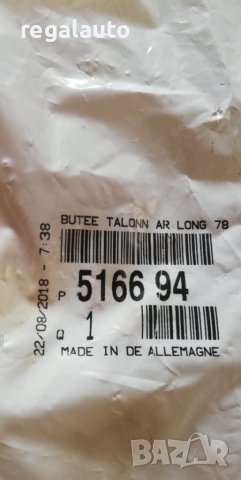 regalauto
BUTEE TALONN AR LONG 78
22/08/2018 - 7:38
P 5166 94
Q 1
MADE IN DE ALLEMAGNE
BAZAR